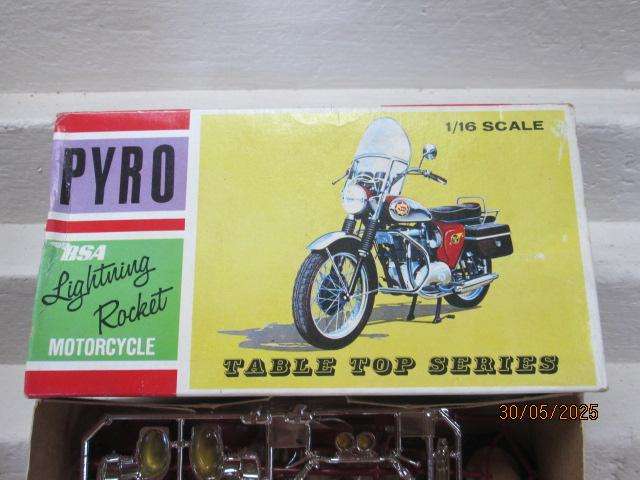 PYRO
1/16 SCALE
BSA
Lightning
Rocket
MOTORCYCLE
TABLE TOP SERIES
30/05/2025